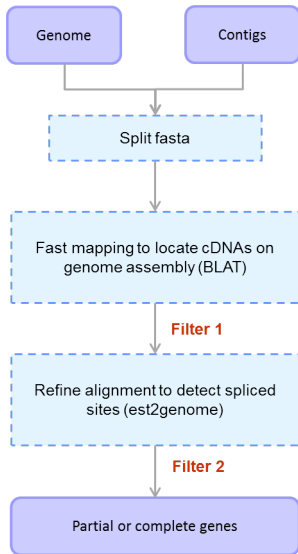 Genome
Contigs
Split fasta
Fast mapping to locate cDNAs on
genome assembly (BLAT)
Filter 1
Refine alignment to detect spliced
sites (est2genome)
Filter 2
Partial or complete genes